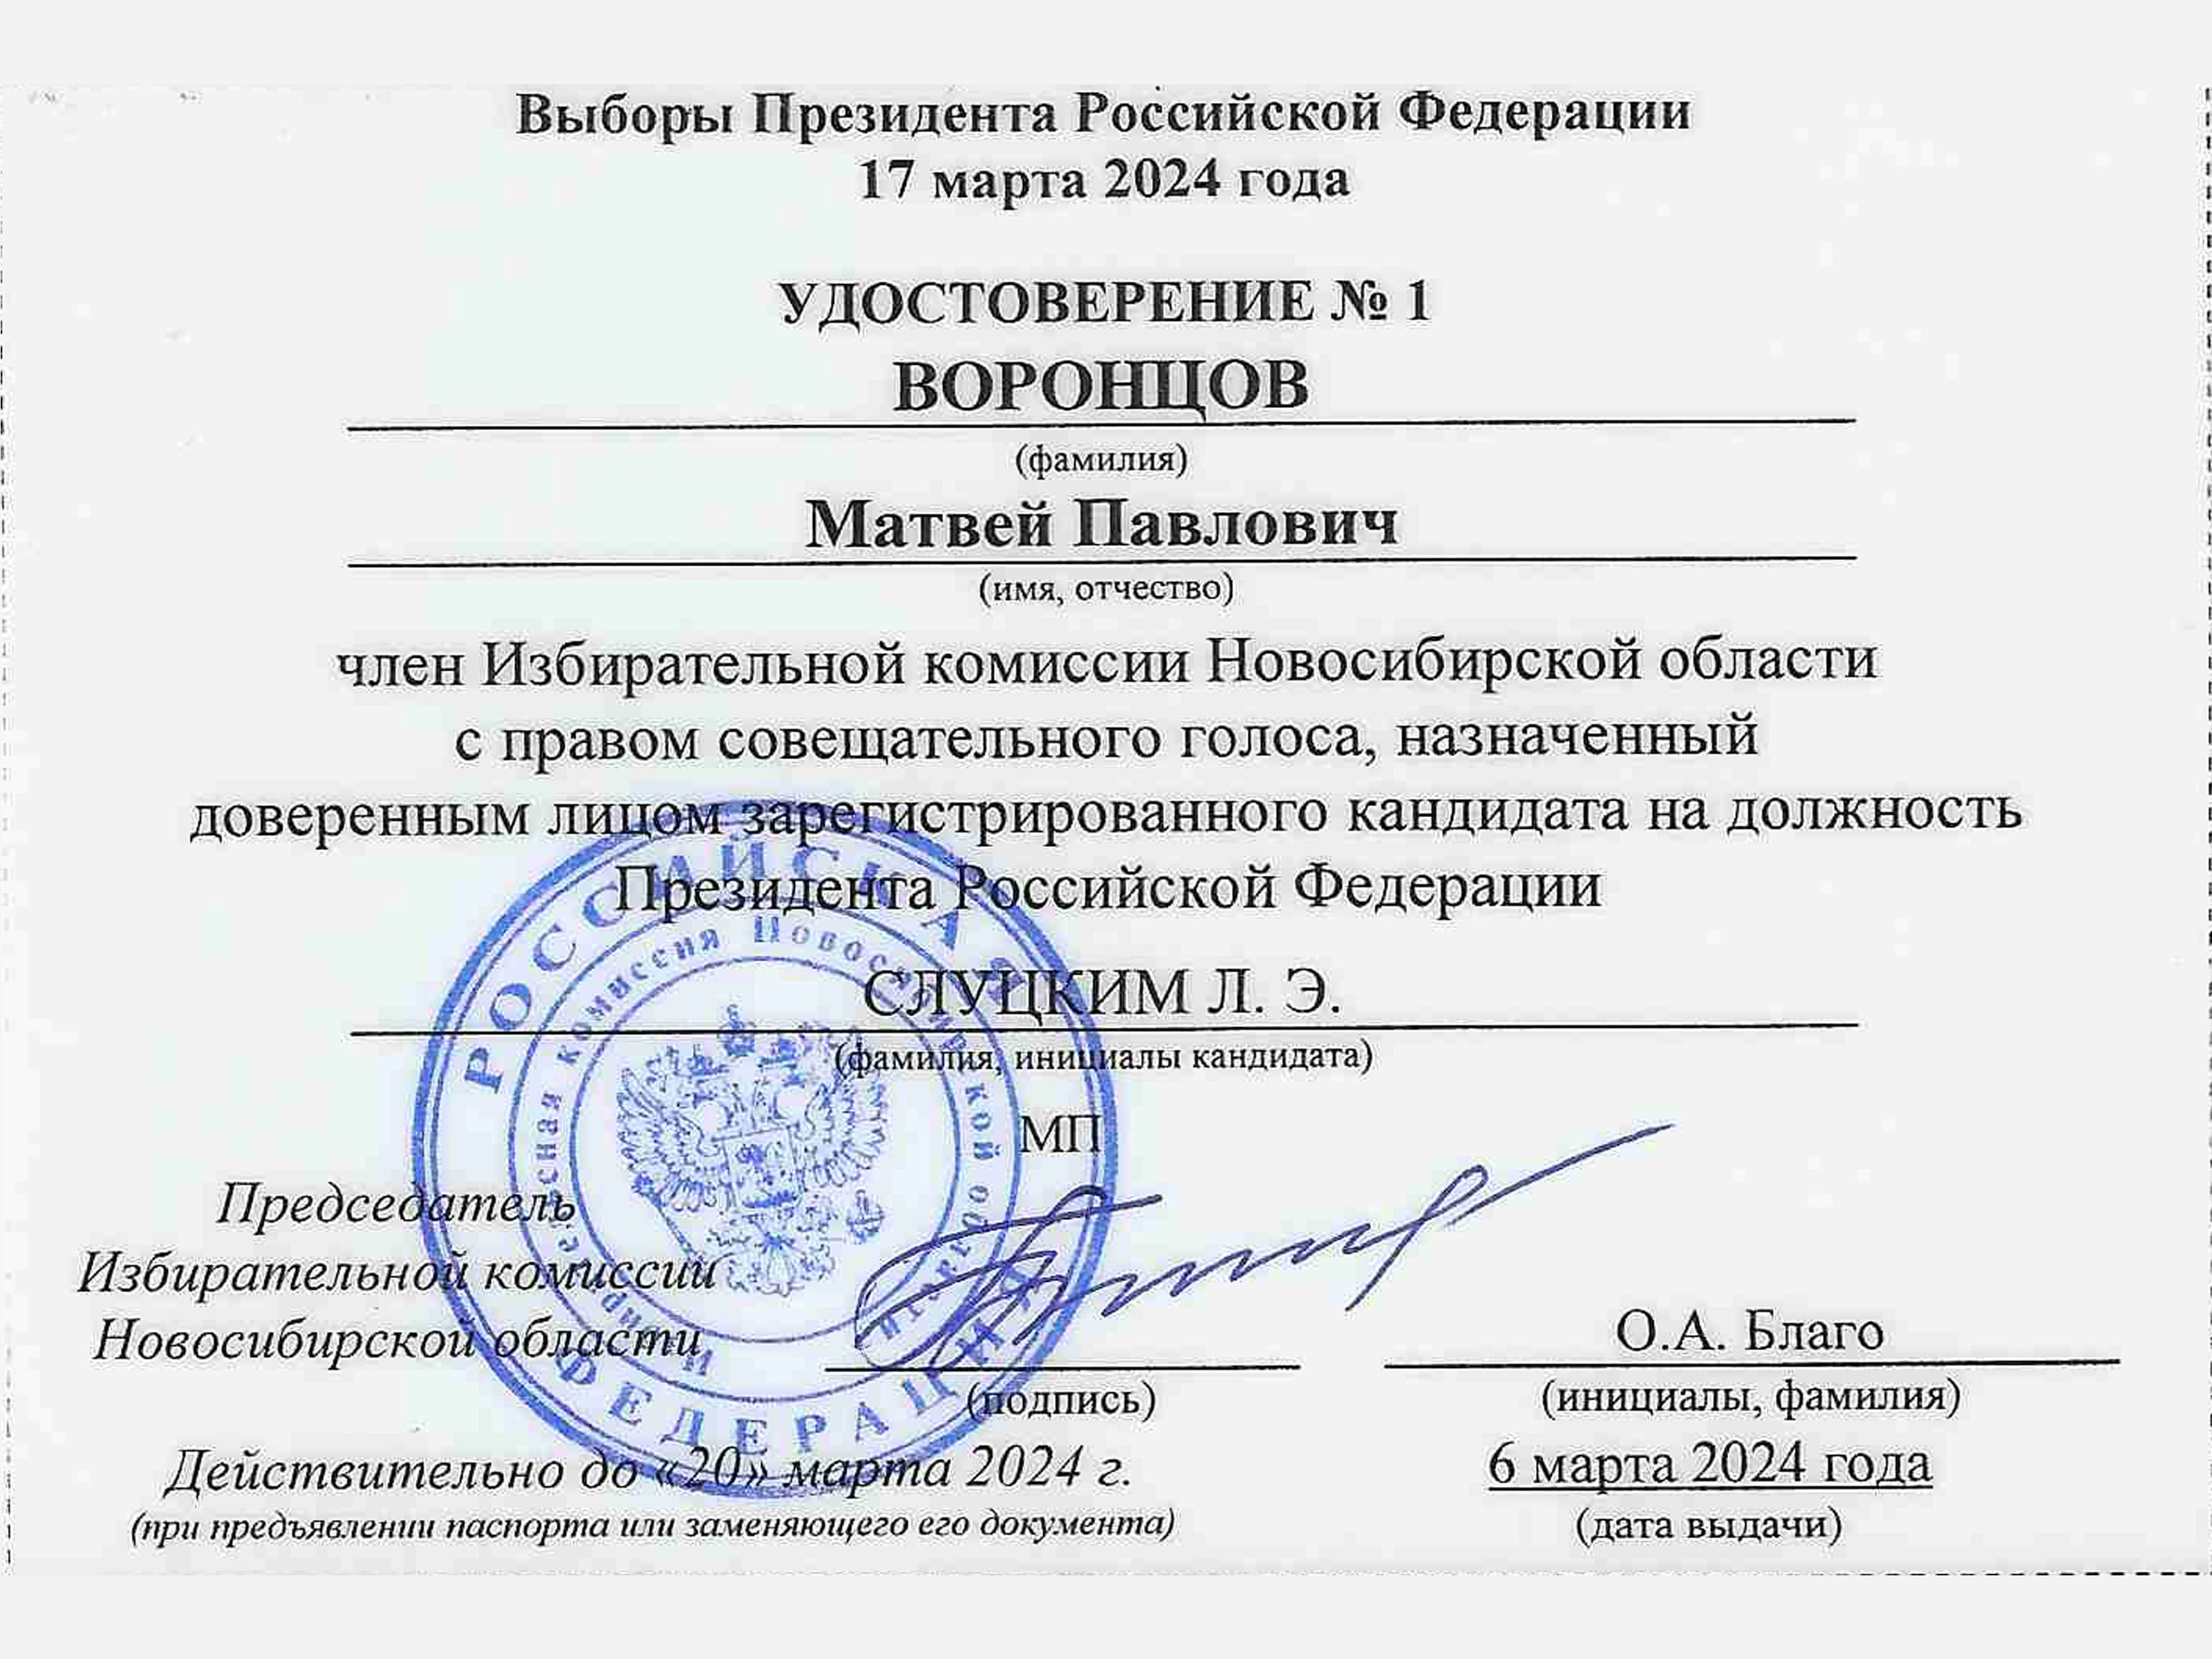 Выборы Президента Российской Федерации
17 марта 2024 года
УДОСТОВЕРЕНИЕ № 1
ВОРОНЦОВ
(фамилия)
Матвей Павлович
(имя, отчество)
член Избирательной комиссии Новосибирской области
с правом совещательного голоса, назначенный
доверенным лицом зарегистрированного кандидата на должность
Президента Российской Федерации
СЛУЦКИМ Л. Э.
(фамилия, инициалы кандидата)
МП
Председатель
Избирательной комиссии
Новосибирской области
О.А. Благо
(подпись)
(инициалы, фамилия)
Действительно до «20» марта 2024 г.
6 марта 2024 года
(при предъявлении паспорта или заменяющего его документа)
(дата выдачи)
РОССИЙСКАЯ ФЕДЕРАЦИЯ
Избирательная комиссия Новосибирской области